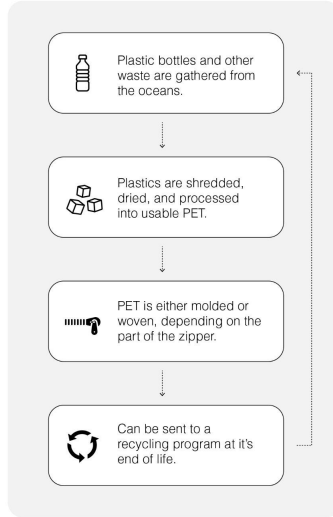 Plastic bottles and other
waste are gathered from
the oceans.
Plastics are shredded,
dried, and processed
into usable PET.
PET is either molded or
woven, depending on the
part of the zipper.
Can be sent to a
recycling program at it's
end of life.